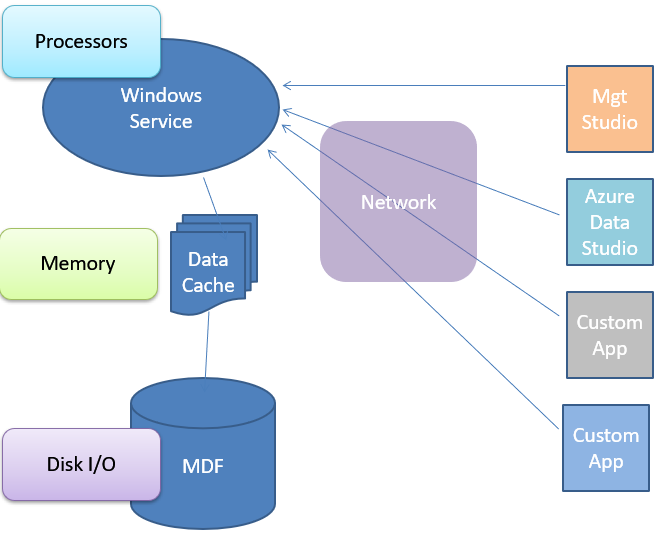 Processors
Windows
Service
Mgt
Studio
Network
Azure
Data
Studio
Memory
Data
Cache
Custom
App
Disk I/O
MDF
Custom
App